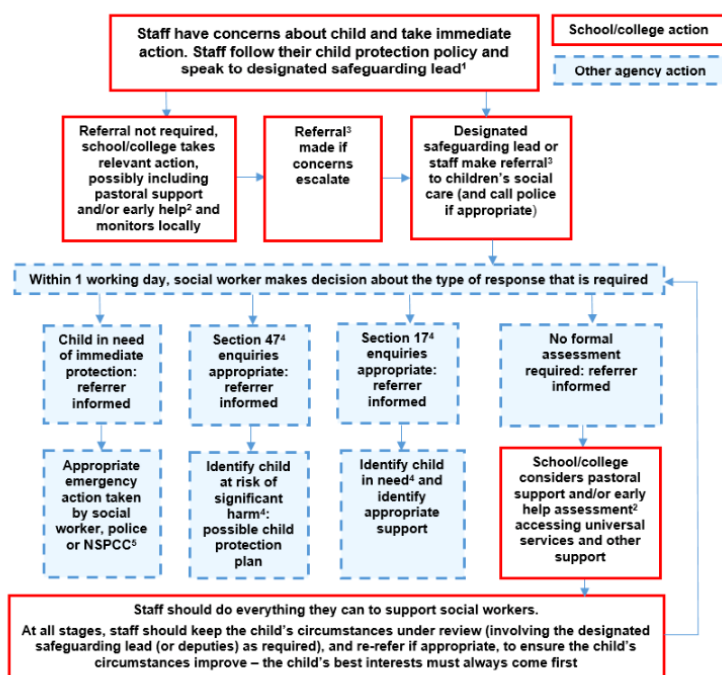 Staff have concerns about child and take immediate
action. Staff follow their child protection policy and
speak to designated safeguarding lead¹
School/college action
Other agency action
Referral not required,
school/college takes
relevant action,
possibly including
pastoral support
and/or early help² and
monitors locally
Referral³
made if
concerns
escalate
Designated
safeguarding lead or
staff make referral³
to children's social
care (and call police
if appropriate)
Within 1 working day, social worker makes decision about the type of response that is required
Child in need
of immediate
protection:
referrer
informed
Section 47⁴
enquiries
appropriate:
referrer
informed
Section 17⁴
enquiries
appropriate:
referrer
informed
No formal
assessment
required: referrer
informed
Appropriate
emergency
action taken
by social
worker, police
or NSPCC⁵
Identify child
at risk of
significant
harm⁴:
possible child
protection
plan
Identify child
in need⁴ and
identify
appropriate
support
School/college
considers pastoral
support and/or early
help assessment²
accessing universal
services and other
support
Staff should do everything they can to support social workers.
At all stages, staff should keep the child's circumstances under review (involving the designated
safeguarding lead (or deputies) as required), and re-refer if appropriate, to ensure the child's
circumstances improve – the child's best interests must always come first